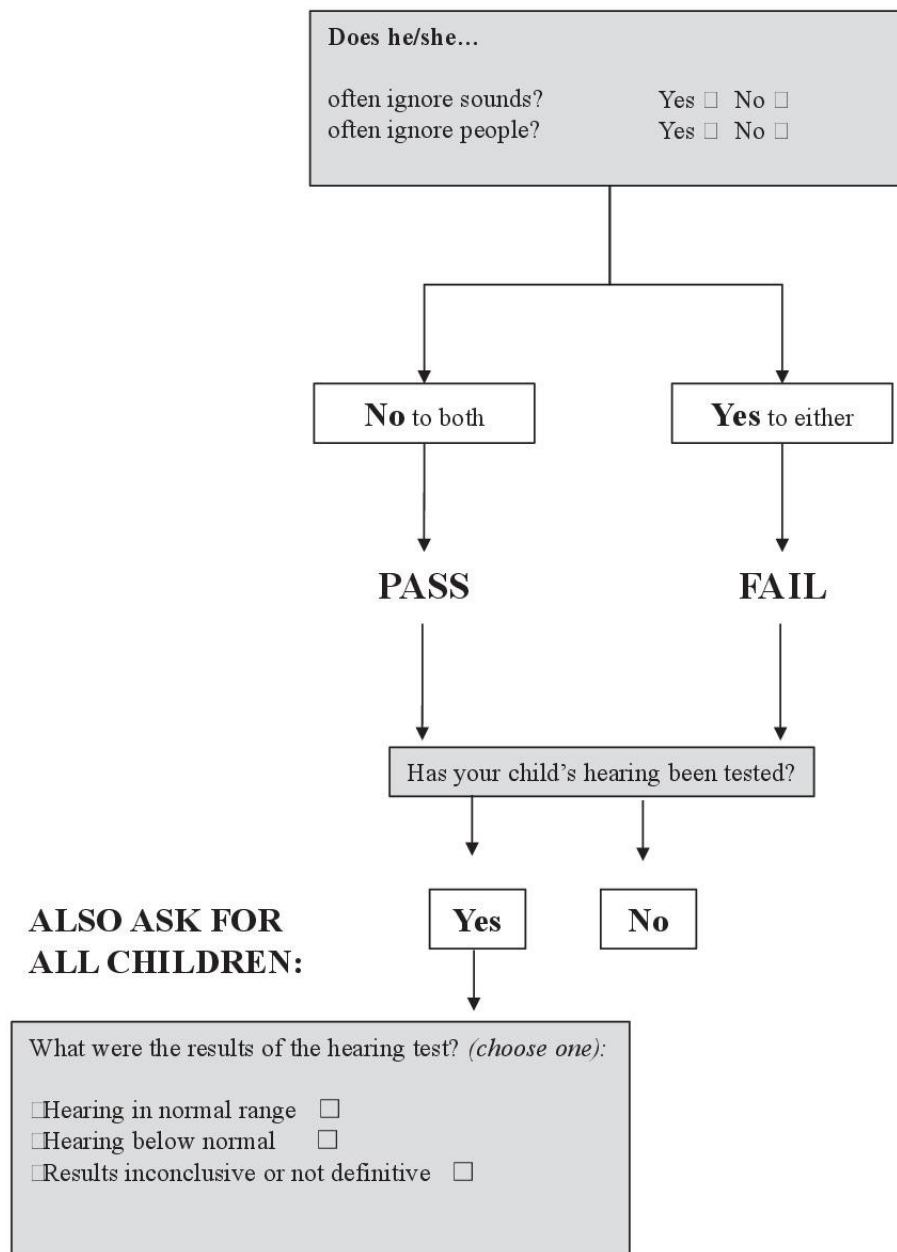 Does he/she…
often ignore sounds? Yes □ No □
often ignore people? Yes □ No □
No to both
Yes to either
PASS
FAIL
Has your child’s hearing been tested?
Yes
No
ALSO ASK FOR
ALL CHILDREN:
What were the results of the hearing test? (choose one):
□Hearing in normal range □
□Hearing below normal □
□Results inconclusive or not definitive □